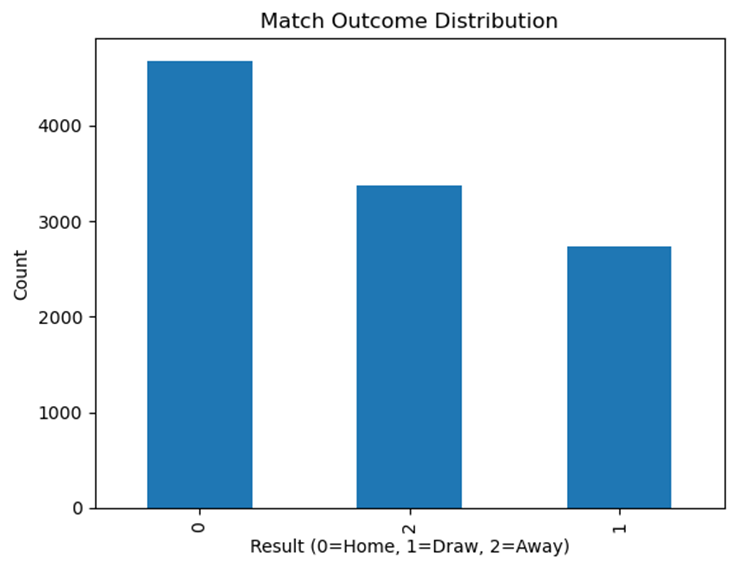 Match Outcome Distribution
4000
3000
2000
1000
0
Count
0
2
1
Result (0=Home, 1=Draw, 2=Away)